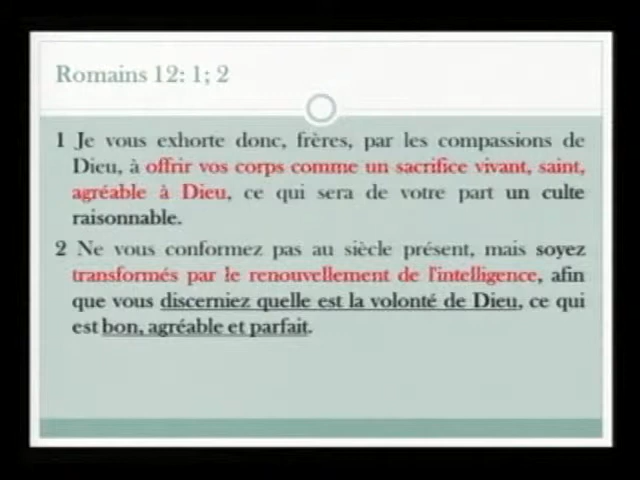 Romains 12: 1; 2
1 Je vous exhorte donc, frères, par les compassions de
Dieu, à offrir vos corps comme un sacrifice vivant, saint,
agréable à Dieu, ce qui sera de votre part un culte
raisonnable.
2 Ne vous conformez pas au siècle présent, mais soyez
transformés par le renouvellement de l'intelligence, afin
que vous discerniez quelle est la volonté de Dieu, ce qui
est bon, agréable et parfait.